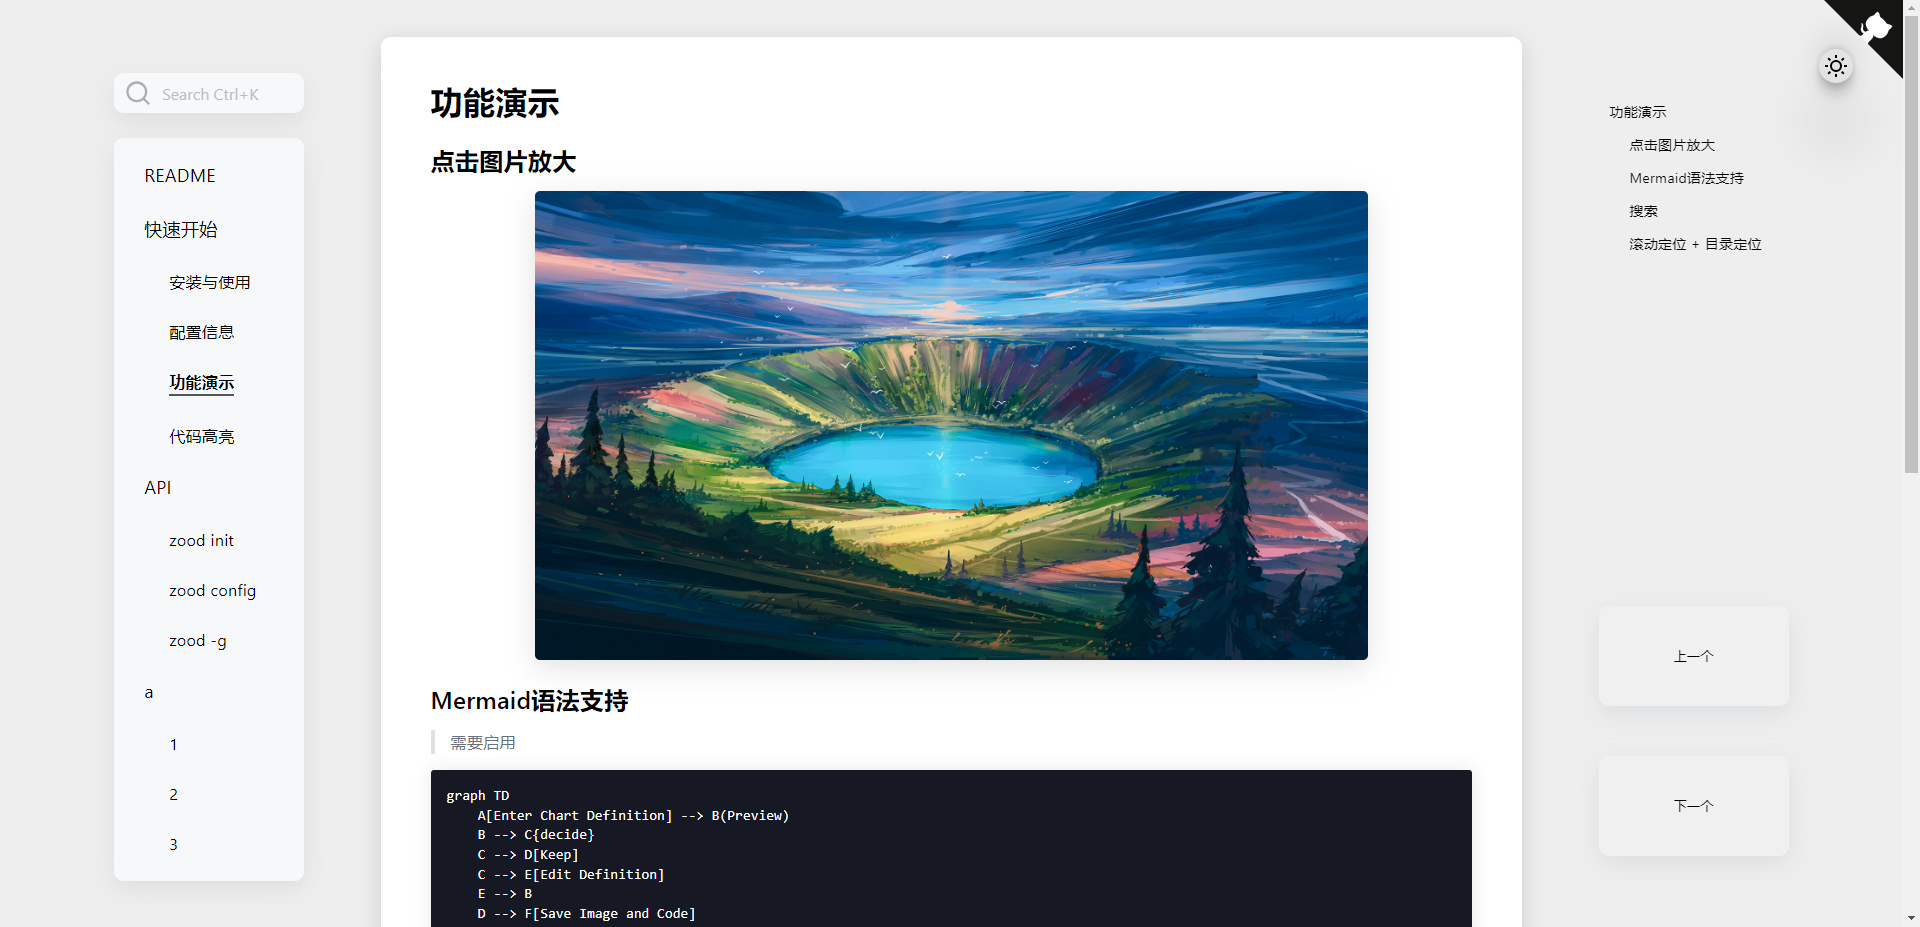 Search Ctrl+K
README
快速开始
安装与使用
配置信息
功能演示
代码高亮
API
zood init
zood config
zood -g
a
1
2
3
功能演示
点击图片放大
Mermaid语法支持
需要启用
graph TD
A[Enter Chart Definition] --> B(Preview)
B --> C{decide}
C --> D[Keep]
C --> E[Edit Definition]
E --> B
D --> F[Save Image and Code]
功能演示
点击图片放大
Mermaid语法支持
搜索
滚动定位 + 目录定位
上一个
下一个